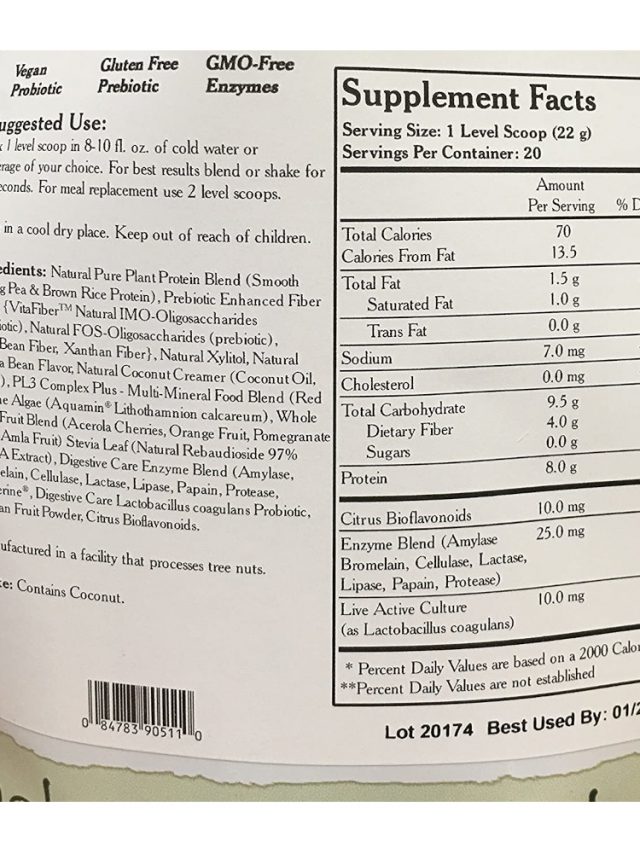 Vegan
Probiotic
Gluten Free
Prebiotic
GMO-Free
Enzymes
uggested Use:
x 1 level scoop in 8-10 fl. oz. of cold water or
erage of your choice. For best results blend or shake for
econds. For meal replacement use 2 level scoops.
in a cool dry place. Keep out of reach of children.
edients: Natural Pure Plant Protein Blend (Smooth
g Pea & Brown Rice Protein), Prebiotic Enhanced Fiber
{VitaFiber™ Natural IMO-Oligosaccharides
iotic), Natural FOS-Oligosaccharides (prebiotic),
Bean Fiber, Xanthan Fiber}, Natural Xylitol, Natural
a Bean Flavor, Natural Coconut Creamer (Coconut Oil,
), PL3 Complex Plus - Multi-Mineral Food Blend (Red
e Algae (Aquamin® Lithothamnion calcareum), Whole
Fruit Blend (Acerola Cherries, Orange Fruit, Pomegranate
Amla Fruit) Stevia Leaf (Natural Rebaudioside 97%
A Extract), Digestive Care Enzyme Blend (Amylase,
elain, Cellulase, Lactase, Lipase, Papain, Protease,
erine®, Digestive Care Lactobacillus coagulans Probiotic,
an Fruit Powder, Citrus Bioflavonoids.
ufactured in a facility that processes tree nuts.
e: Contains Coconut.
0 84783 90511 0
Supplement Facts
Serving Size: 1 Level Scoop (22 g)
Servings Per Container: 20
Amount
Per Serving % D
Total Calories 70
Calories From Fat 13.5
Total Fat 1.5 g
Saturated Fat 1.0 g
Trans Fat 0.0 g
Sodium 7.0 mg
Cholesterol 0.0 mg
Total Carbohydrate 9.5 g
Dietary Fiber 4.0 g
Sugars 0.0 g
Protein 8.0 g
Citrus Bioflavonoids 10.0 mg
Enzyme Blend (Amylase 25.0 mg
Bromelain, Cellulase, Lactase,
Lipase, Papain, Protease)
Live Active Culture 10.0 mg
(as Lactobacillus coagulans)
* Percent Daily Values are based on a 2000 Calor
**Percent Daily Values are not established
Lot 20174 Best Used By: 01/2